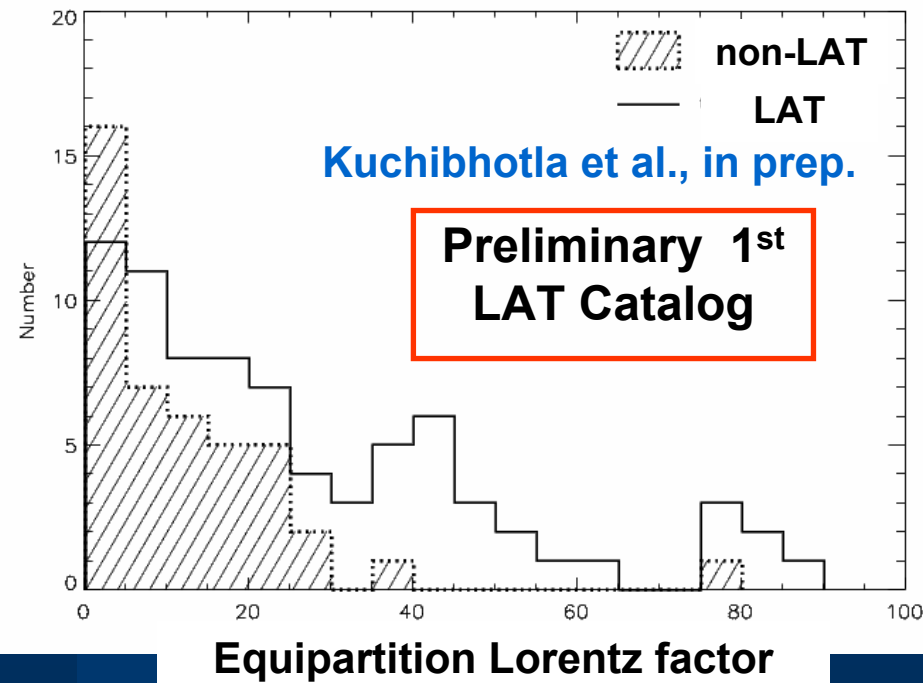 20
non-LAT
LAT
15
Kuchibhotla et al., in prep.
Preliminary 1st
LAT Catalog
Number
10
5
0
0 20 40 60 80 100
Equipartition Lorentz factor